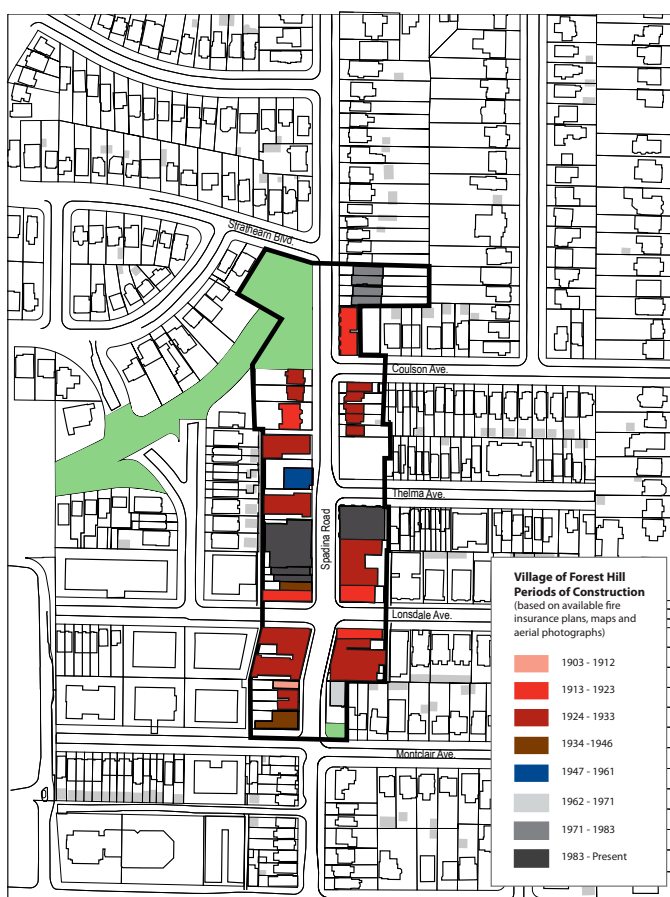 Strathearn Blvd.
Coulson Ave.
Thelma Ave.
Spadina Road
Lonsdale Ave.
Montclair Ave.
Village of Forest Hill
Periods of Construction
(based on available fire
insurance plans, maps and
aerial photographs)
1903 - 1912
1913 - 1923
1924 - 1933
1934 -1946
1947 - 1961
1962 - 1971
1971 - 1983
1983 - Present